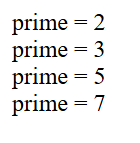 prime = 2
prime = 3
prime = 5
prime = 7